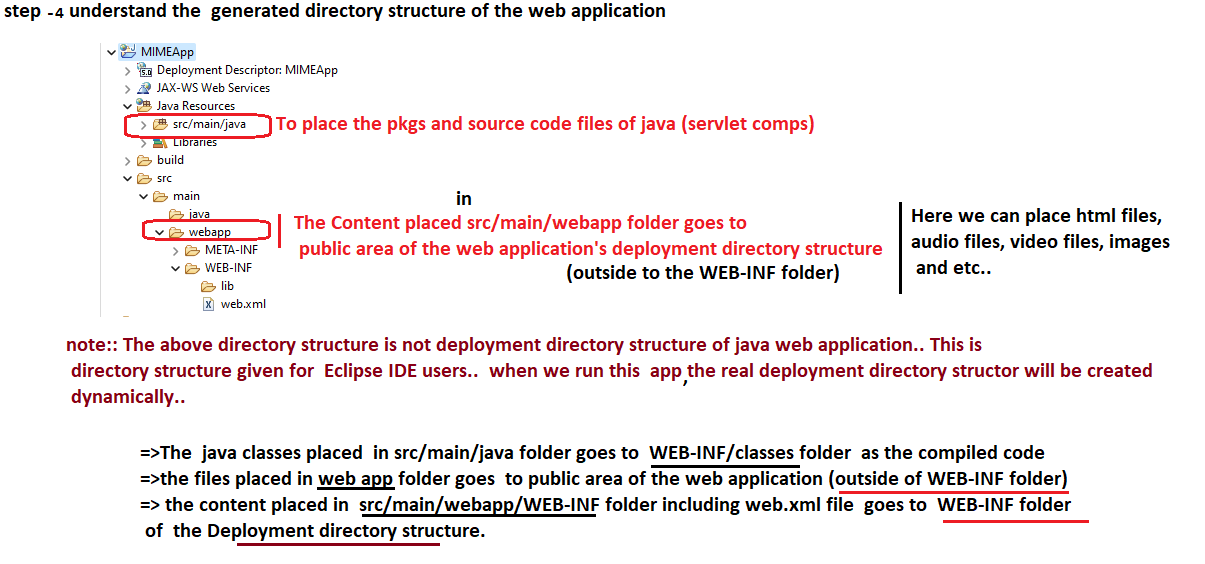 step -4 understand the generated directory structure of the web application
MIMEApp
Deployment Descriptor: MIMEApp
JAX-WS Web Services
Java Resources
src/main/java To place the pkgs and source code files of java (servlet comps)
Libraries
build
src
main
in
java
The Content placed src/main/webapp folder goes to
webapp
public area of the web application's deployment directory structure
META-INF
(outside to the WEB-INF folder)
WEB-INF
lib
web.xml
Here we can place html files,
audio files, video files, images
and etc..
note:: The above directory structure is not deployment directory structure of java web application.. This is
directory structure given for Eclipse IDE users.. when we run this app,the real deployment directory structor will be created
dynamically..
=>The java classes placed in src/main/java folder goes to WEB-INF/classes folder as the compiled code
=>the files placed in web app folder goes to public area of the web application (outside of WEB-INF folder)
=> the content placed in src/main/webapp/WEB-INF folder including web.xml file goes to WEB-INF folder
of the Deployment directory structure.